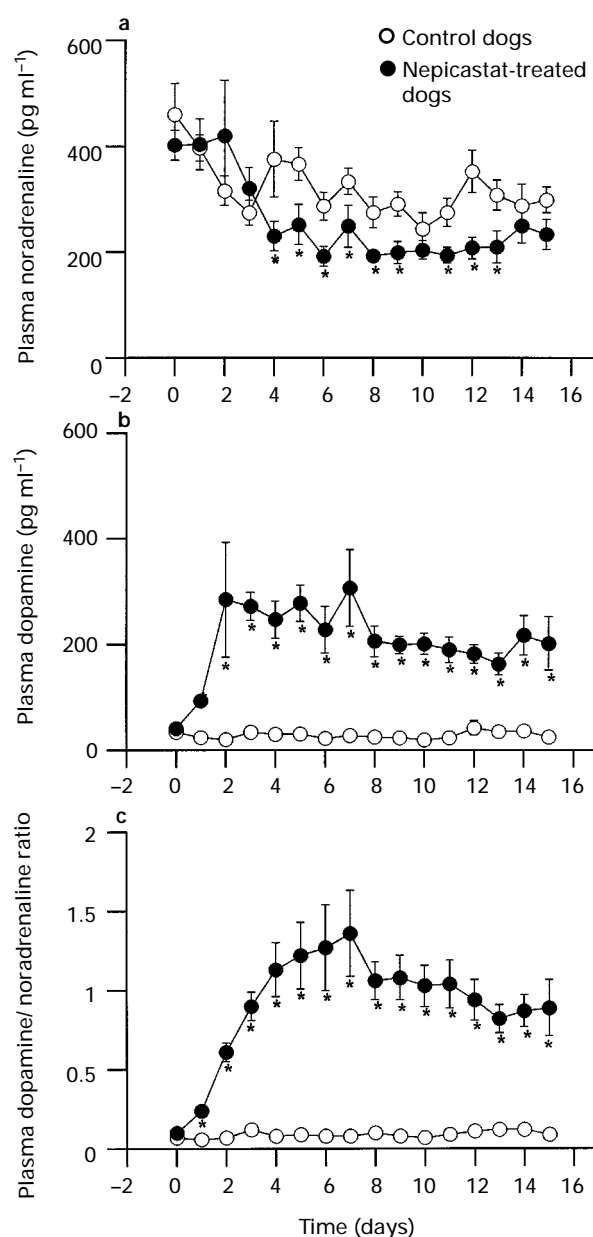 a
Plasma noradrenaline (pg ml⁻¹)
600
400
200
0
○ Control dogs
● Nepicastat-treated
dogs
* * * * * * * * *
–2 0 2 4 6 8 10 12 14 16
b
Plasma dopamine (pg ml⁻¹)
600
400
200
0
* * * * * * * * * * * * * *
–2 0 2 4 6 8 10 12 14 16
c
Plasma dopamine/ noradrenaline ratio
2
1.5
1
0.5
0
* * * * * * * * * * * * * * *
–2 0 2 4 6 8 10 12 14 16
Time (days)